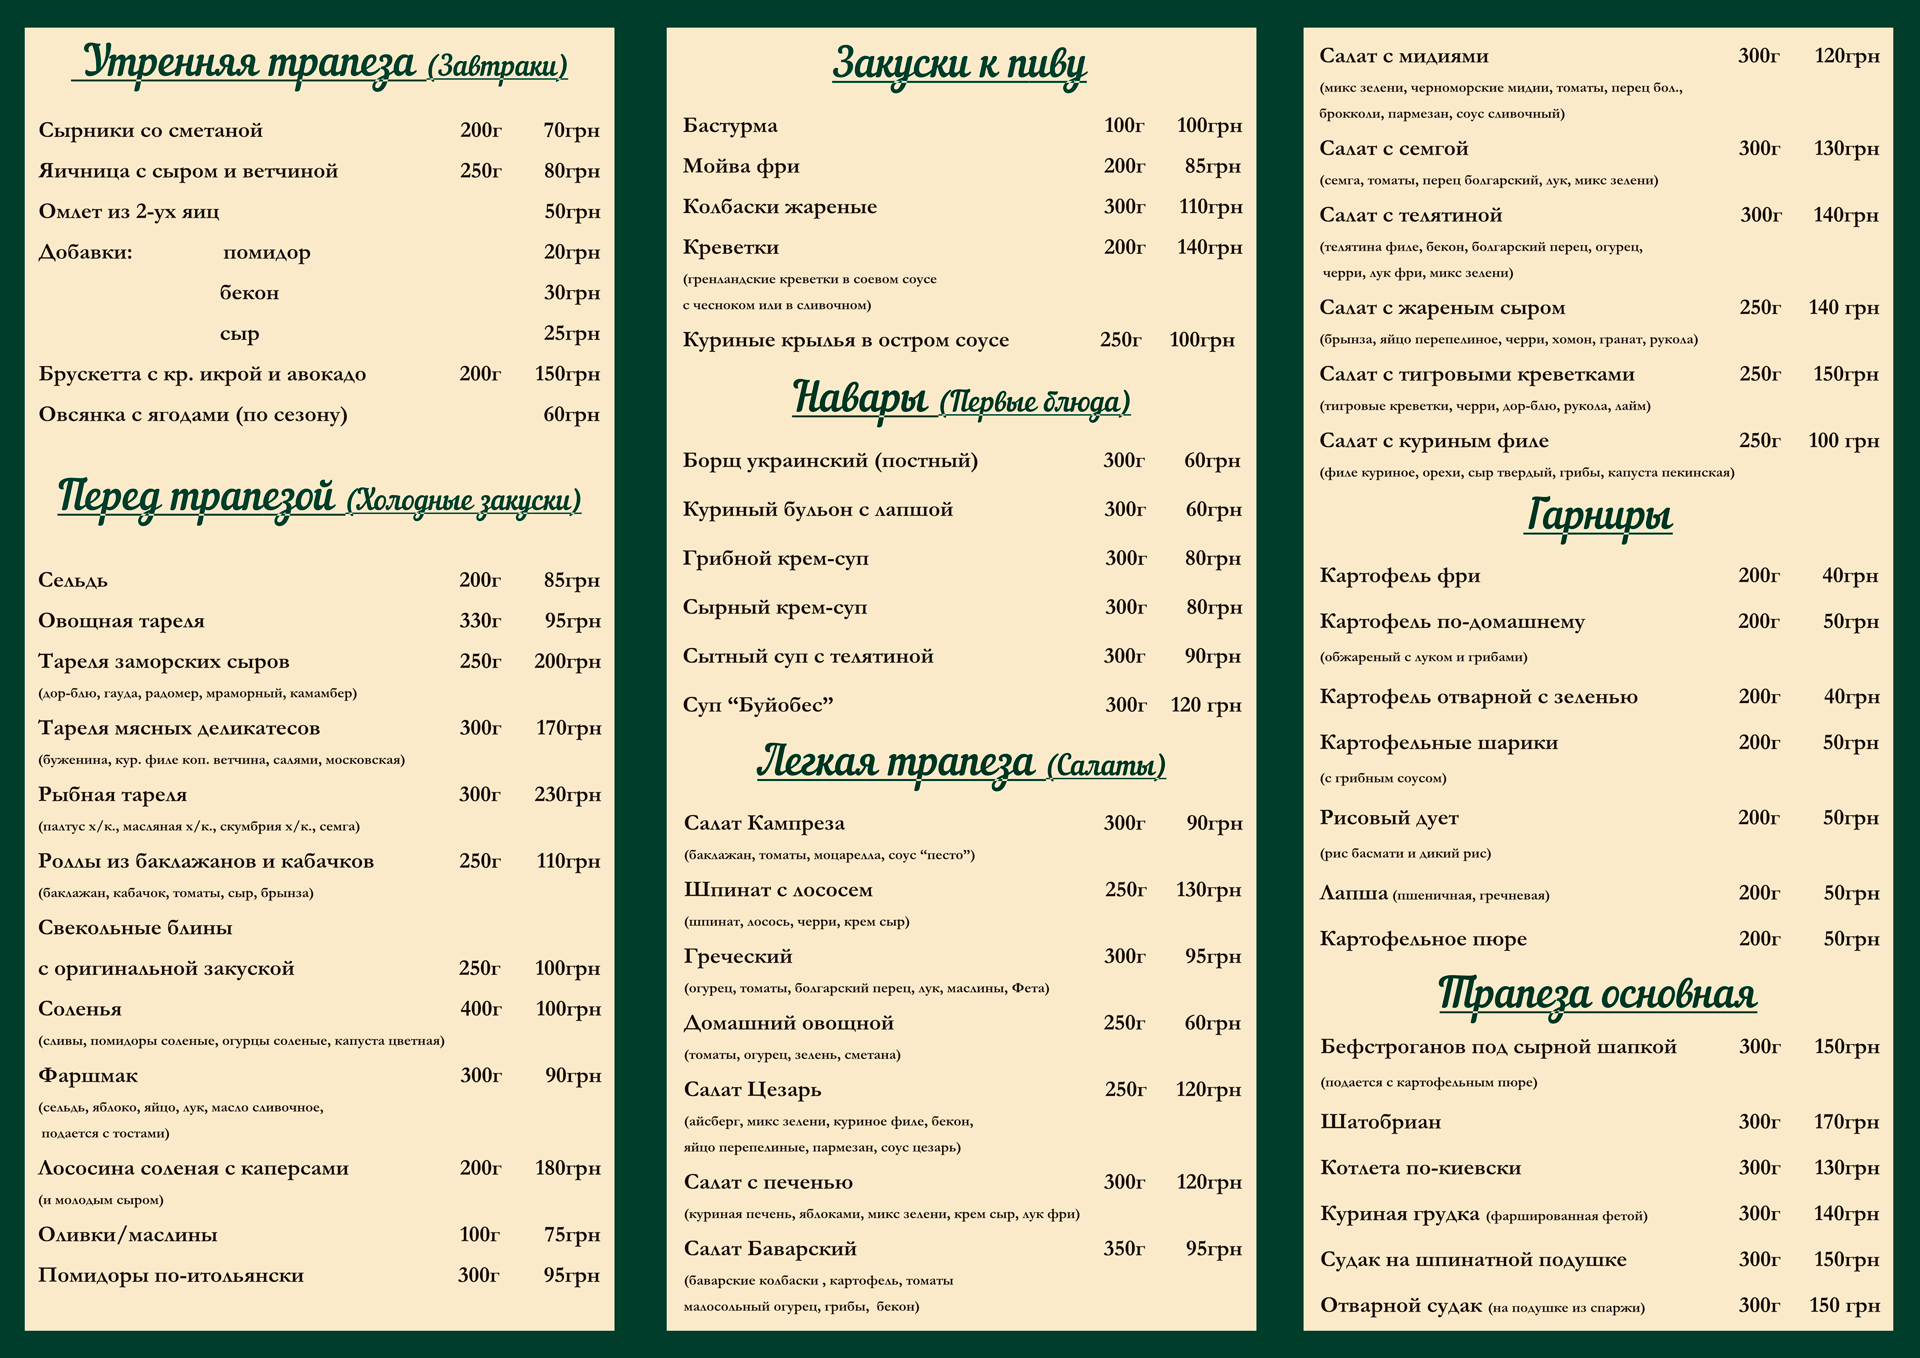 Утренняя трапеза (Завтраки)
Сырники со сметаной 200г 70грн
Яичница с сыром и ветчиной 250г 80грн
Омлет из 2-ух яиц 50грн
Добавки: помидор 20грн
бекон 30грн
сыр 25грн
Брускетта с кр. икрой и авокадо 200г 150грн
Овсянка с ягодами (по сезону) 60грн
Перед трапезой (Холодные закуски)
Сельдь 200г 85грн
Овощная тареля 330г 95грн
Тареля заморских сыров 250г 200грн
(дор-блю, гауда, радомер, мраморный, камамбер)
Тареля мясных деликатесов 300г 170грн
(буженина, кур. филе коп. ветчина, салями, московская)
Рыбная тареля 300г 230грн
(палтус х/к., масляная х/к., скумбрия х/к., семга)
Роллы из баклажанов и кабачков 250г 110грн
(баклажан, кабачок, томаты, сыр, брынза)
Свекольные блины
с оригинальной закуской 250г 100грн
Соленья 400г 100грн
(сливы, помидоры соленые, огурцы соленые, капуста цветная)
Фаршмак 300г 90грн
(сельдь, яблоко, яйцо, лук, масло сливочное,
подается с тостами)
Лососина соленая с каперсами 200г 180грн
(и молодым сыром)
Оливки/маслины 100г 75грн
Помидоры по-итольянски 300г 95грн
Закуски к пиву
Бастурма 100г 100грн
Мойва фри 200г 85грн
Колбаски жареные 300г 110грн
Креветки 200г 140грн
(гренландские креветки в соевом соусе
с чесноком или в сливочном)
Куриные крылья в остром соусе 250г 100грн
Навары (Первые блюда)
Борщ украинский (постный) 300г 60грн
Куриный бульон с лапшой 300г 60грн
Грибной крем-суп 300г 80грн
Сырный крем-суп 300г 80грн
Сытный суп с телятиной 300г 90грн
Суп “Буйобес” 300г 120 грн
Легкая трапеза (Салаты)
Салат Кампреза 300г 90грн
(баклажан, томаты, моцарелла, соус “песто”)
Шпинат с лососем 250г 130грн
(шпинат, лосось, черри, крем сыр)
Греческий 300г 95грн
(огурец, томаты, болгарский перец, лук, маслины, Фета)
Домашний овощной 250г 60грн
(томаты, огурец, зелень, сметана)
Салат Цезарь 250г 120грн
(айсберг, микс зелени, куриное филе, бекон,
яйцо перепелиные, пармезан, соус цезарь)
Салат с печенью 300г 120грн
(куриная печень, яблоками, микс зелени, крем сыр, лук фри)
Салат Баварский 350г 95грн
(баварские колбаски , картофель, томаты
малосольный огурец, грибы, бекон)
Салат с мидиями 300г 120грн
(микс зелени, черноморские мидии, томаты, перец бол.,
брокколи, пармезан, соус сливочный)
Салат с семгой 300г 130грн
(семга, томаты, перец болгарский, лук, микс зелени)
Салат с телятиной 300г 140грн
(телятина филе, бекон, болгарский перец, огурец,
черри, лук фри, микс зелени)
Салат с жареным сыром 250г 140 грн
(брынза, яйцо перепелиное, черри, хомон, гранат, рукола)
Салат с тигровыми креветками 250г 150грн
(тигровые креветки, черри, дор-блю, рукола, лайм)
Салат с куриным филе 250г 100 грн
(филе куриное, орехи, сыр твердый, грибы, капуста пекинская)
Гарниры
Картофель фри 200г 40грн
Картофель по-домашнему 200г 50грн
(обжареный с луком и грибами)
Картофель отварной с зеленью 200г 40грн
Картофельные шарики 200г 50грн
(с грибным соусом)
Рисовый дует 200г 50грн
(рис басмати и дикий рис)
Лапша (пшеничная, гречневая) 200г 50грн
Картофельное пюре 200г 50грн
Трапеза основная
Бефстроганов под сырной шапкой 300г 150грн
(подается с картофельным пюре)
Шатобриан 300г 170грн
Котлета по-киевски 300г 130грн
Куриная грудка (фаршированная фетой) 300г 140грн
Судак на шпинатной подушке 300г 150грн
Отварной судак (на подушке из спаржи) 300г 150 грн